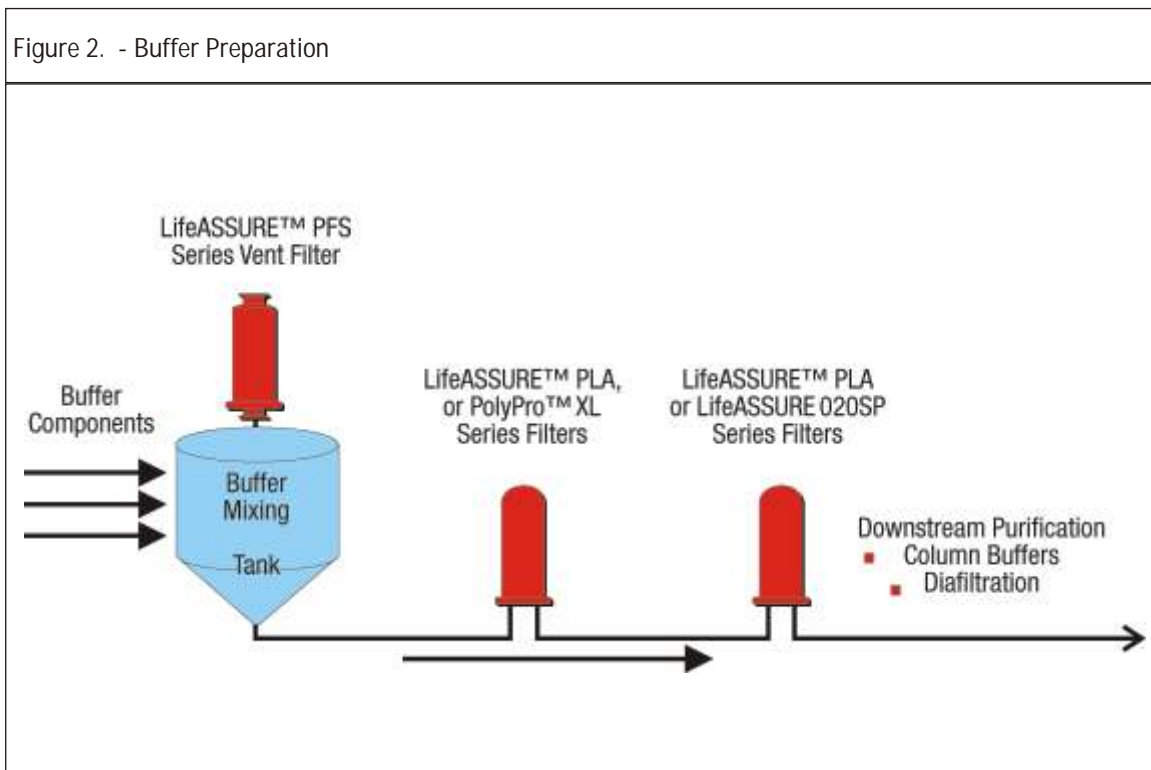 Figure 2. - Buffer Preparation
LifeASSURE™ PFS
Series Vent Filter
Buffer
Components
Buffer
Mixing
Tank
LifeASSURE™ PLA,
or PolyPro™ XL
Series Filters
LifeASSURE™ PLA
or LifeASSURE 020SP
Series Filters
Downstream Purification
Column Buffers
Diafiltration